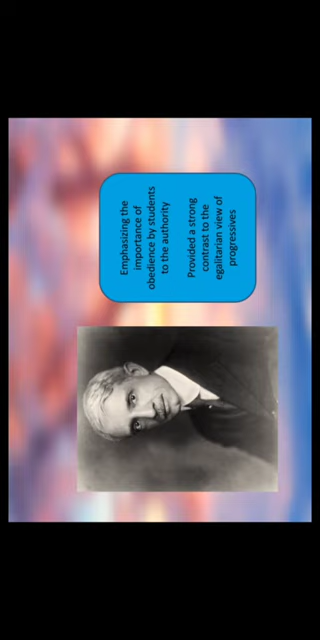 Emphasizing the
importance of
obedience by students
to the authority
Provided a strong
contrast to the
egalitarian view of
progressives